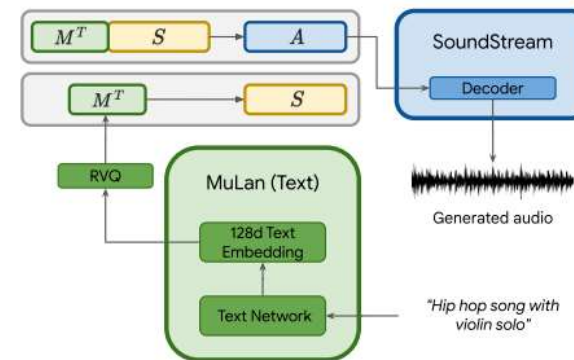 M^T S A
SoundStream
Decoder
M^T S
RVQ
MuLan (Text)
Generated audio
128d Text
Embedding
Text Network
"Hip hop song with
violin solo"